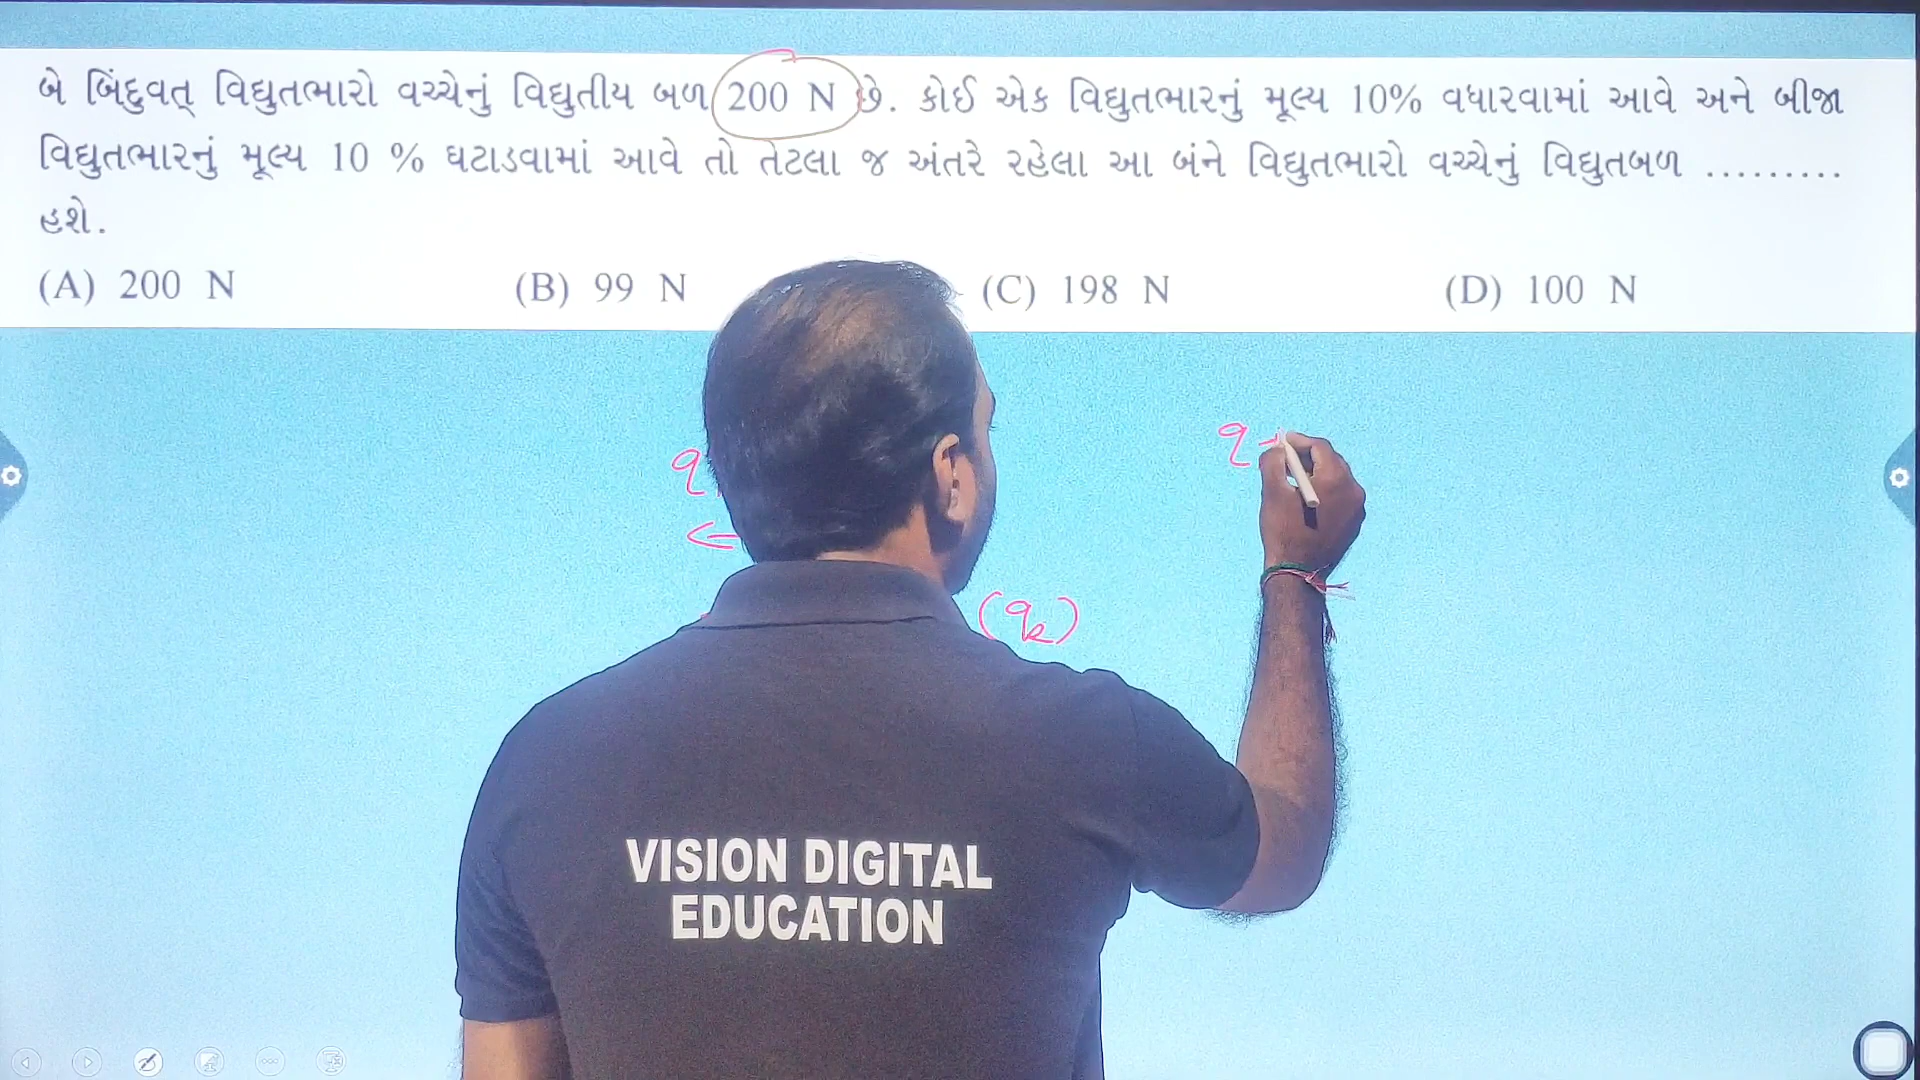 બે બિંદુવત્ વિદ્યુતભારો વચ્ચેનું વિદ્યુતીય બળ 200 N છે. કોઈ એક વિદ્યુતભારનું મૂલ્ય 10% વધારવામાં આવે અને બીજા
વિદ્યુતભારનું મૂલ્ય 10 % ઘટાડવામાં આવે તો તેટલા જ અંતરે રહેલા આ બંને વિદ્યુતભારો વચ્ચેનું વિદ્યુતબળ .........
હશે.
(A) 200 N (B) 99 N (C) 198 N (D) 100 N
(q2)
VISION DIGITAL
EDUCATION